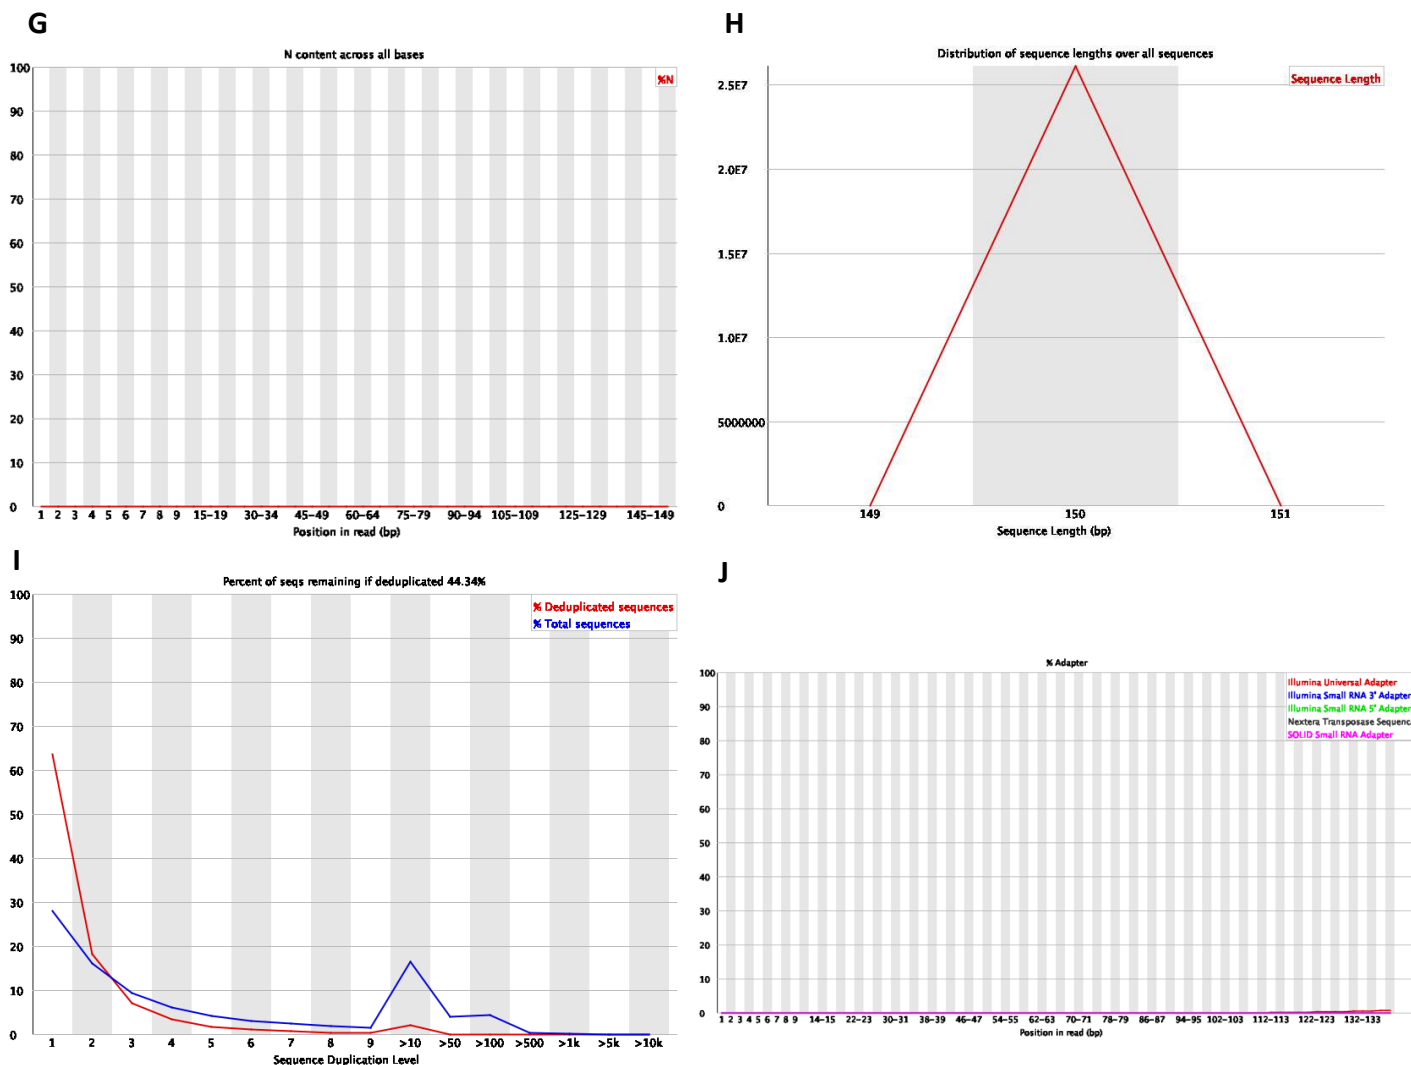 G
N content across all bases
%N
100
90
80
70
60
50
40
30
20
10
0
1 2 3 4 5 6 7 8 9 15-19 30-34 45-49 60-64 75-79 90-94 105-109 125-129 145-149
Position in read (bp)
H
Distribution of sequence lengths over all sequences
Sequence Length
2.5E7
2.0E7
1.5E7
1.0E7
5000000
0
149 150 151
Sequence Length (bp)
I
Percent of seqs remaining if deduplicated 44.34%
% Deduplicated sequences
% Total sequences
100
90
80
70
60
50
40
30
20
10
0
1 2 3 4 5 6 7 8 9 >10 >50 >100 >500 >1k >5k >10k
Sequence Duplication Level
J
% Adapter
Illumina Universal Adapter
Illumina Small RNA 3' Adapter
Illumina Small RNA 5' Adapter
Nextera Transposase Sequenc
SOLID Small RNA Adapter
100
90
80
70
60
50
40
30
20
10
0
1 2 3 4 5 6 7 8 9 14-15 22-23 30-31 38-39 46-47 54-55 62-63 70-71 78-79 86-87 94-95 102-103 112-113 122-123 132-133
Position in read (bp)